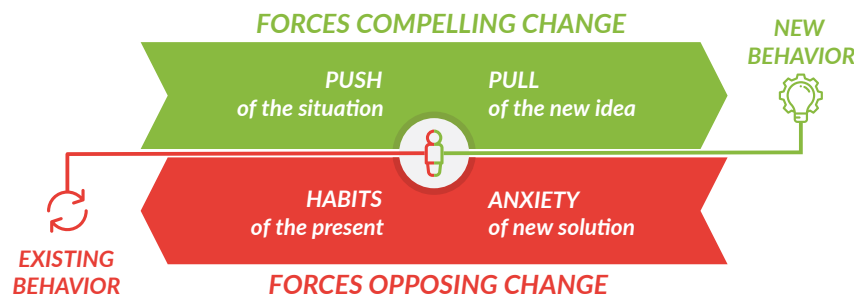 FORCES COMPELLING CHANGE
NEW
BEHAVIOR
PUSH
of the situation
PULL
of the new idea
HABITS
of the present
ANXIETY
of new solution
EXISTING
BEHAVIOR
FORCES OPPOSING CHANGE